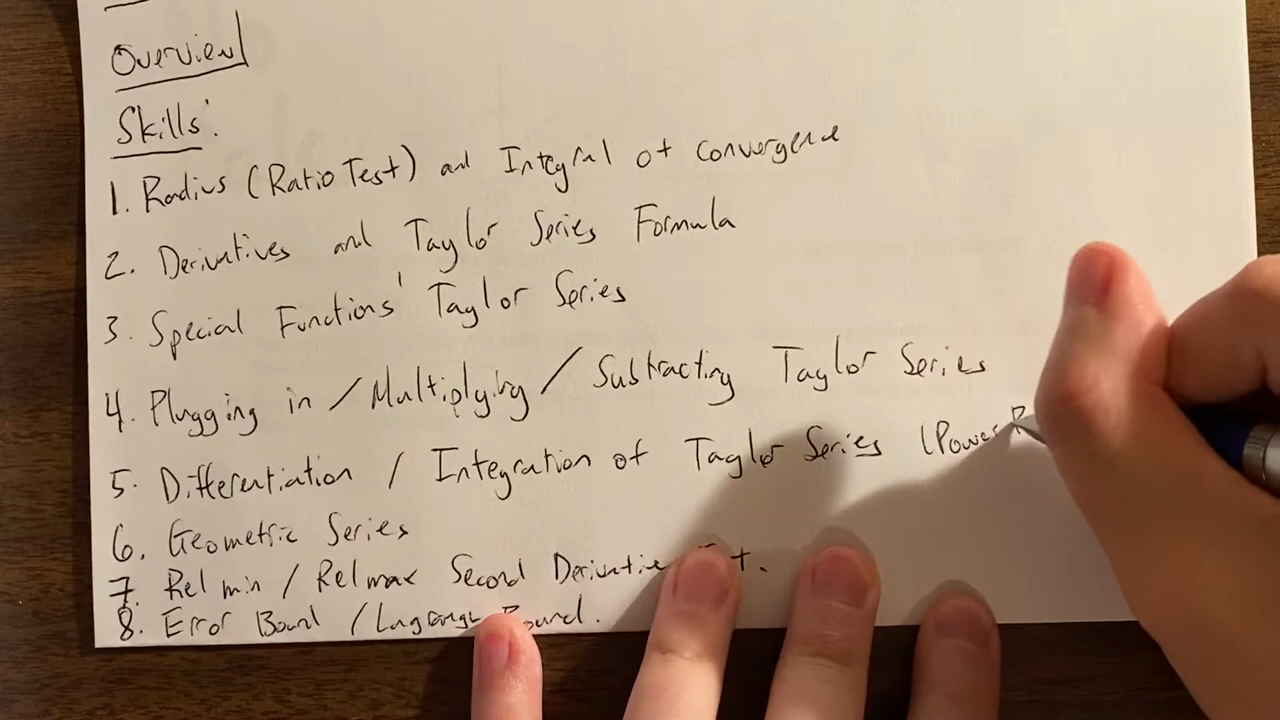 Overview
Skills:
1. Radius (Ratio Test) and Integral of convergence
2. Derivatives and Taylor Series Formula
3. Special Functions' Taylor Series
4. Plugging in / Multiplying / Subtracting Taylor Series
5. Differentiation / Integration of Taylor Series (Power R
6. Geometric Series
7. Rel min / Rel max Second Derivative
8. Error Bound / Lagrange Bound.